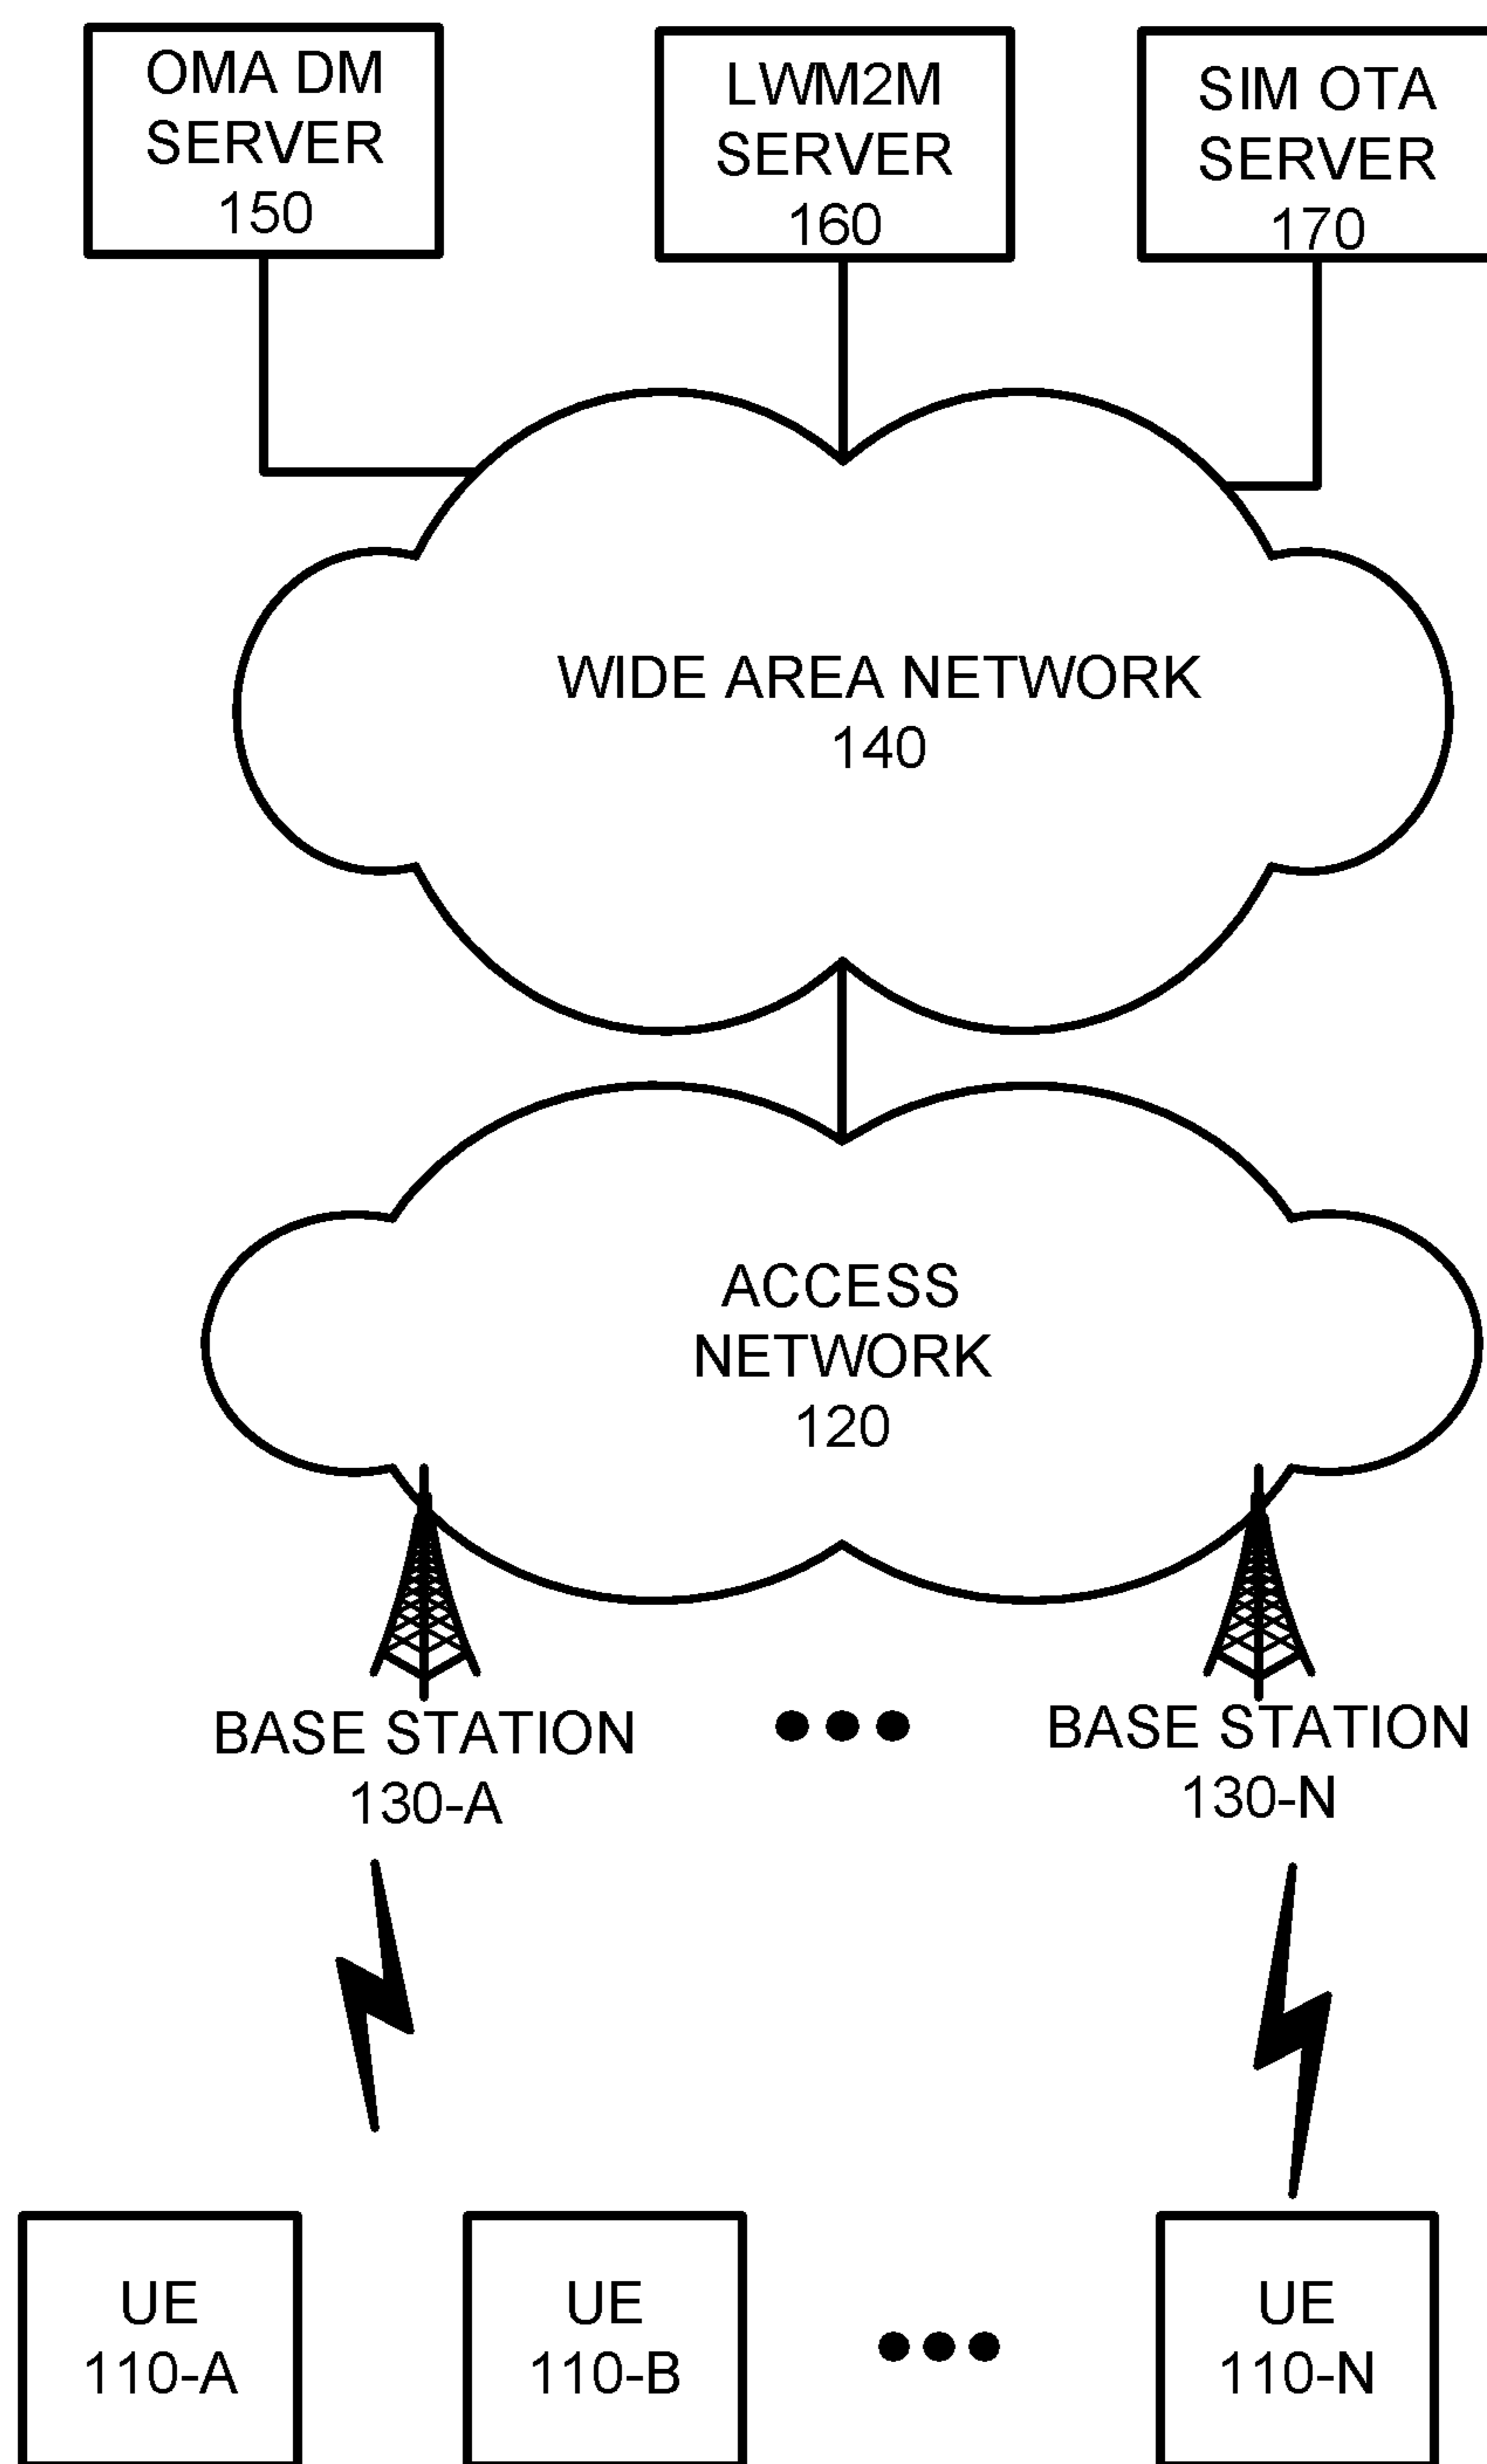 OMA DM
SERVER
150
LWM2M
SERVER
160
SIM OTA
SERVER
170
WIDE AREA NETWORK
140
ACCESS
NETWORK
120
BASE STATION
130-A
BASE STATION
130-N
UE
110-A
UE
110-B
UE
110-N